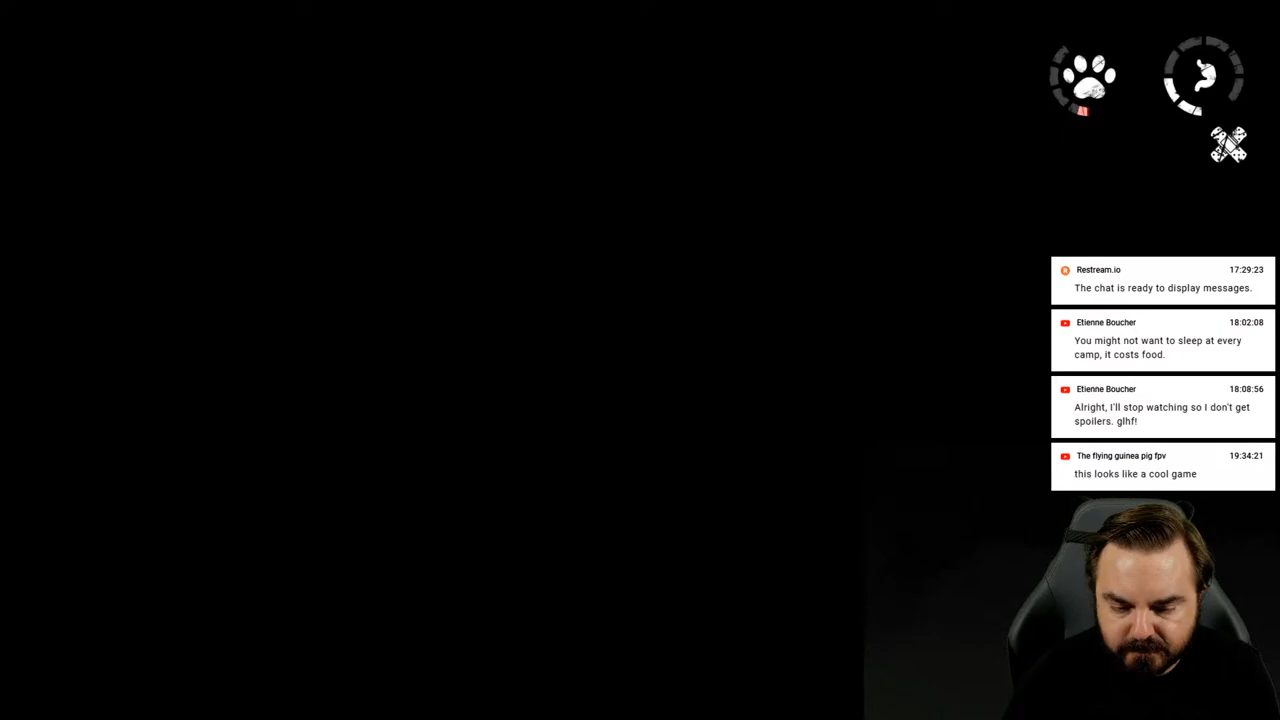 Restream.io 17:29:23
The chat is ready to display messages.
Etienne Boucher 18:02:08
You might not want to sleep at every
camp, it costs food.
Etienne Boucher 18:08:56
Alright, I'll stop watching so I don't get
spoilers. glhf!
The flying guinea pig fpv 19:34:21
this looks like a cool game